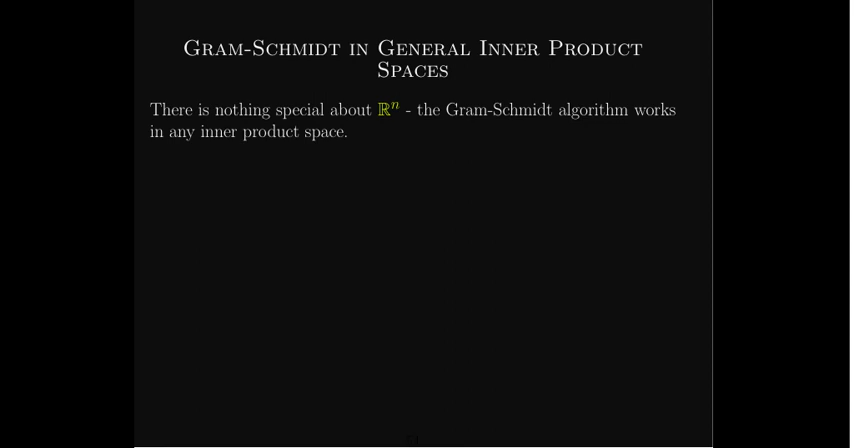 Gram-Schmidt in General Inner Product
Spaces
There is nothing special about ℝⁿ - the Gram-Schmidt algorithm works
in any inner product space.